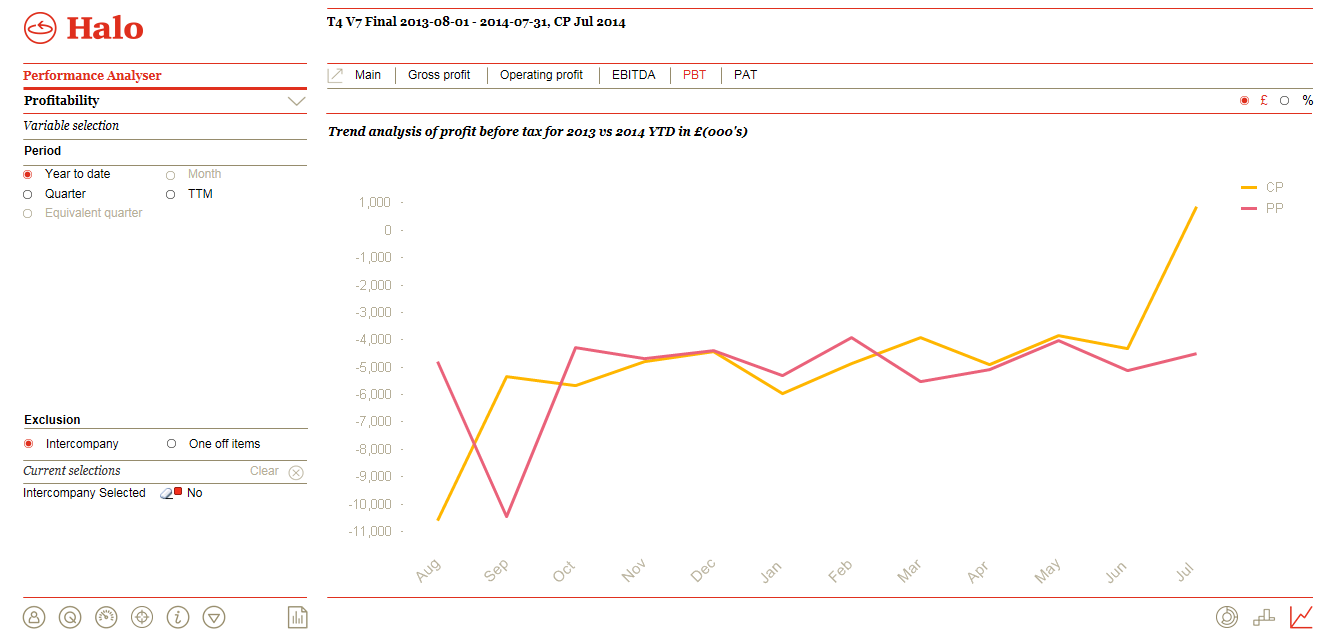 Halo
T4 V7 Final 2013-08-01 - 2014-07-31, CP Jul 2014
Performance Analyser
Main Gross profit Operating profit EBITDA PBT PAT
Profitability
£ %
Variable selection
Trend analysis of profit before tax for 2013 vs 2014 YTD in £(000's)
Period
Year to date Month
Quarter TTM
Equivalent quarter
CP
PP
1,000
0
-1,000
-2,000
-3,000
-4,000
-5,000
-6,000
-7,000
-8,000
-9,000
-10,000
-11,000
Aug Sep Oct Nov Dec Jan Feb Mar Apr May Jun Jul
Exclusion
Intercompany One off items
Current selections Clear
Intercompany Selected No